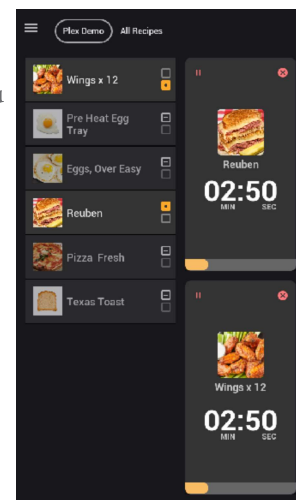 Plex Demo All Recipes
Wings x 12
Pre Heat Egg
Tray
Eggs, Over Easy
Reuben
Pizza Fresh
Texas Toast
Reuben
02:50
MIN SEC
Wings x 12
02:50
MIN SEC